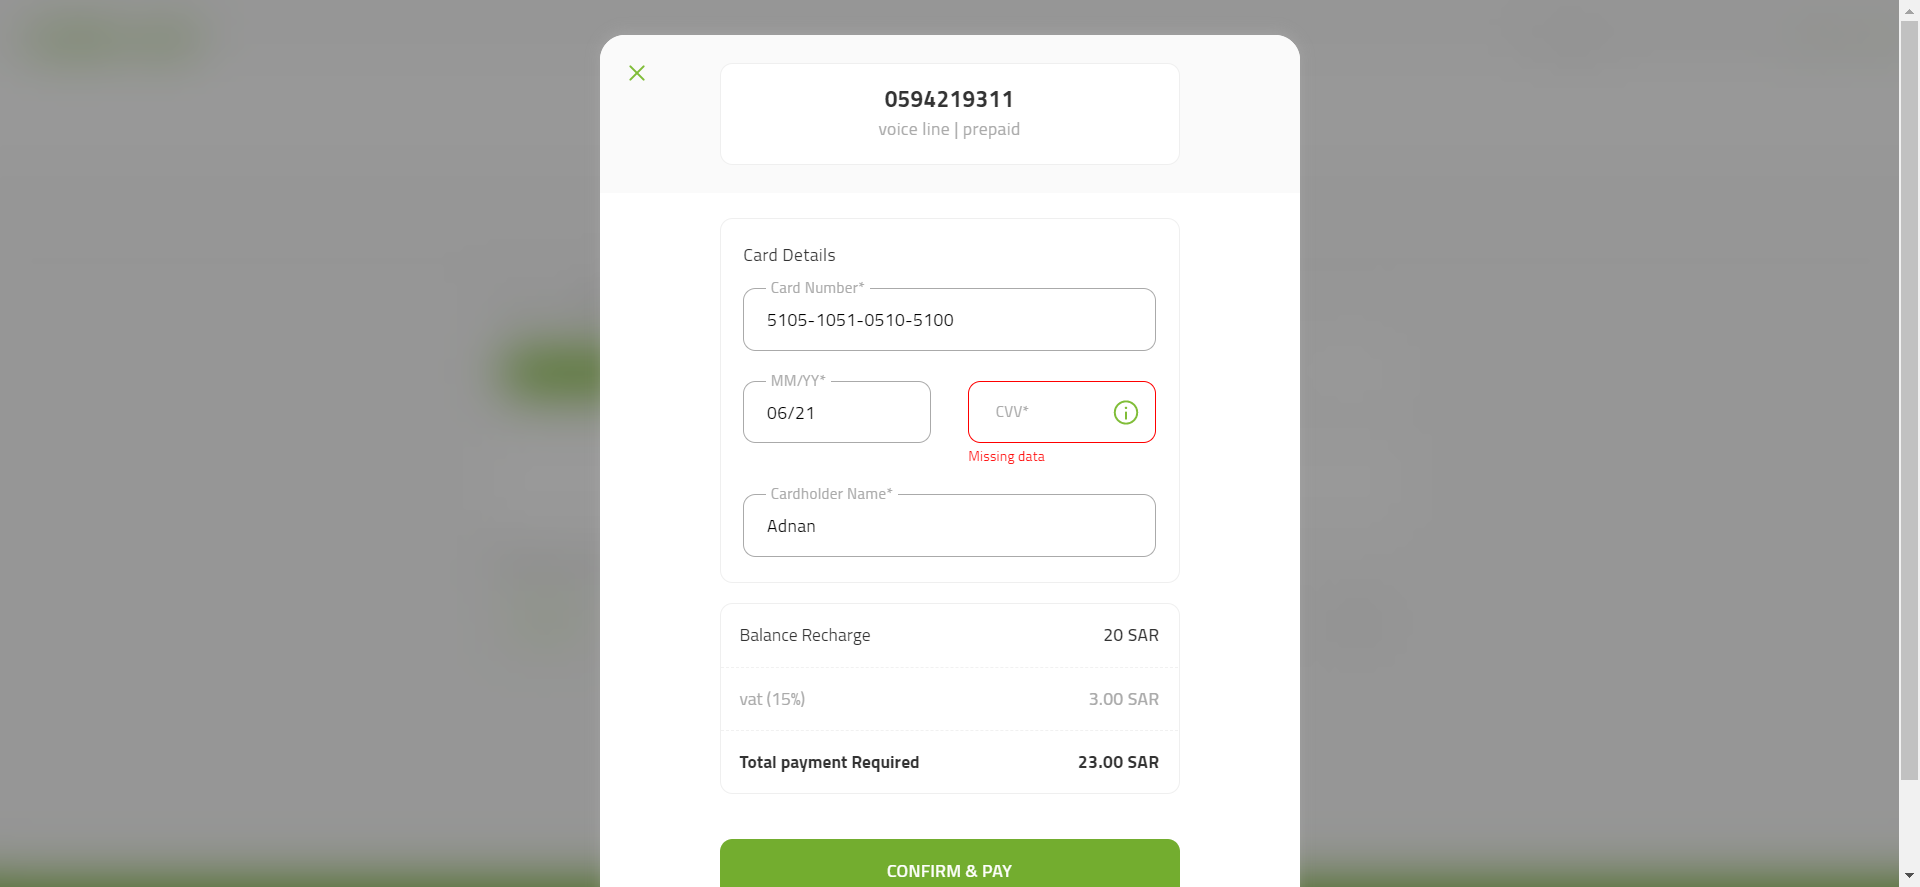 0594219311
voice line | prepaid
Card Details
Card Number*
5105-1051-0510-5100
MM/YY*
06/21
CVV*
Missing data
Cardholder Name*
Adnan
Balance Recharge 20 SAR
vat (15%) 3.00 SAR
Total payment Required 23.00 SAR
CONFIRM & PAY